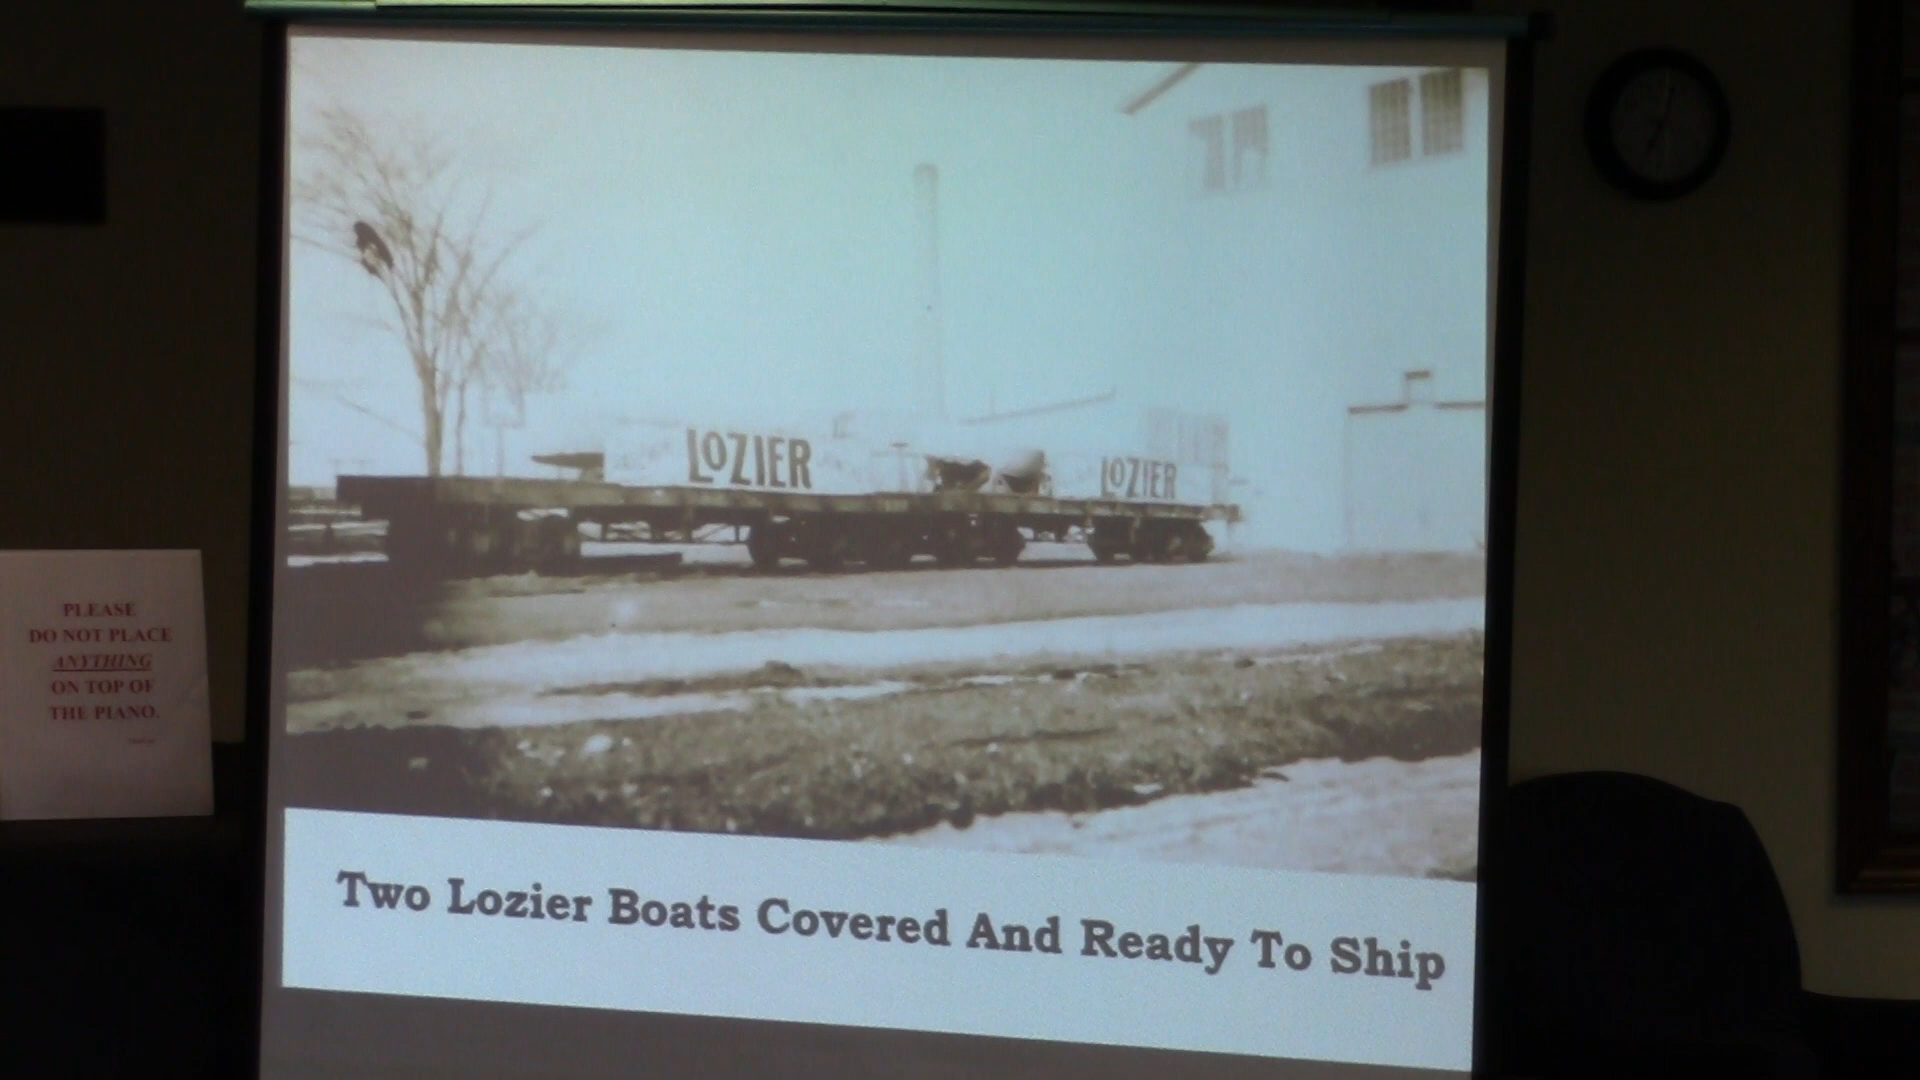 LOZIER
LOZIER
Two Lozier Boats Covered And Ready To Ship
PLEASE
DO NOT PLACE
ANYTHING
ON TOP OF
THE PIANO.